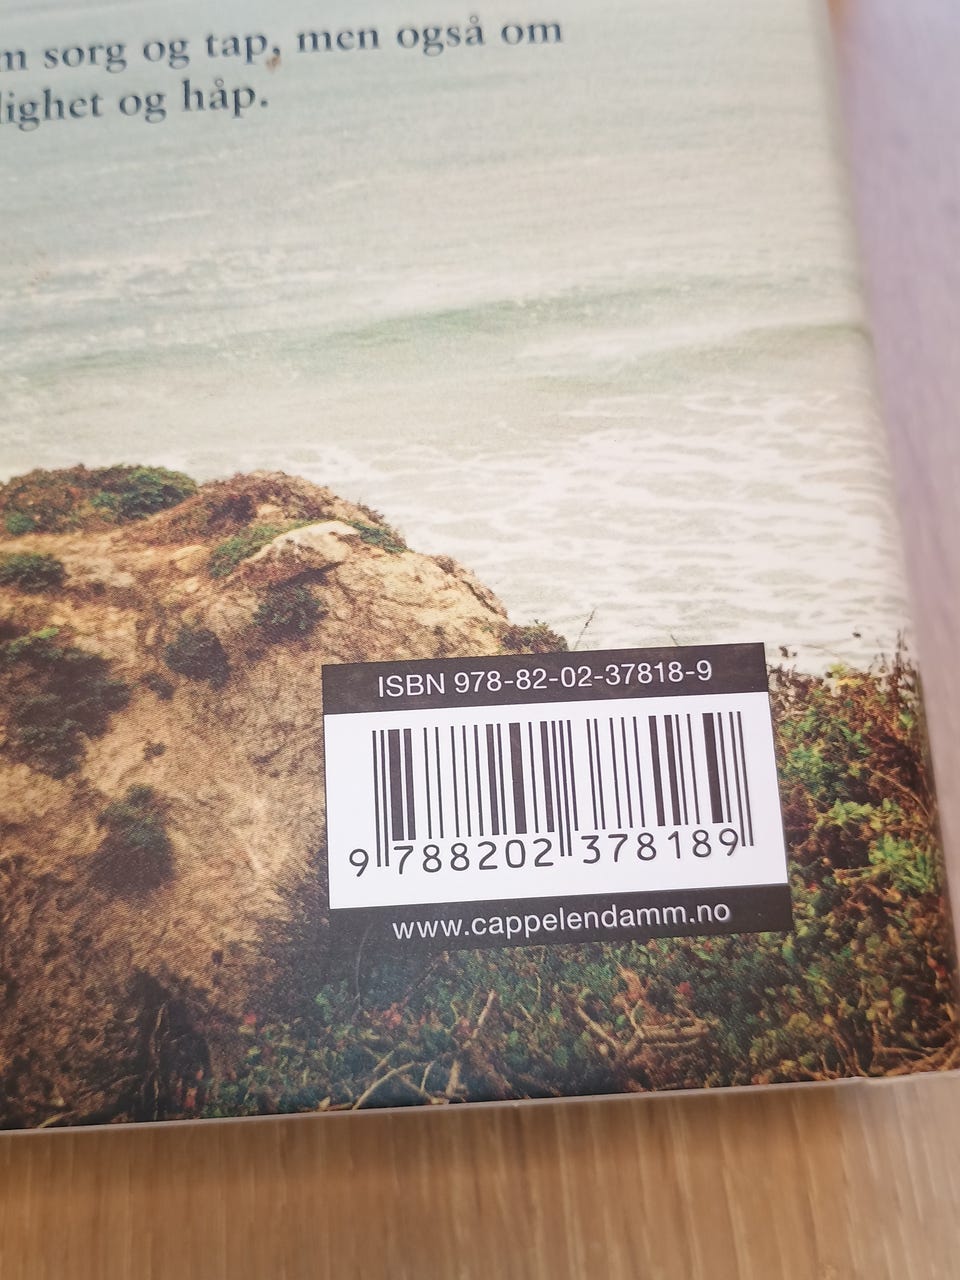 m sorg og tap, men også om
lighet og håp.
ISBN 978-82-02-37818-9
9 788202 378189
www.cappelendamm.no